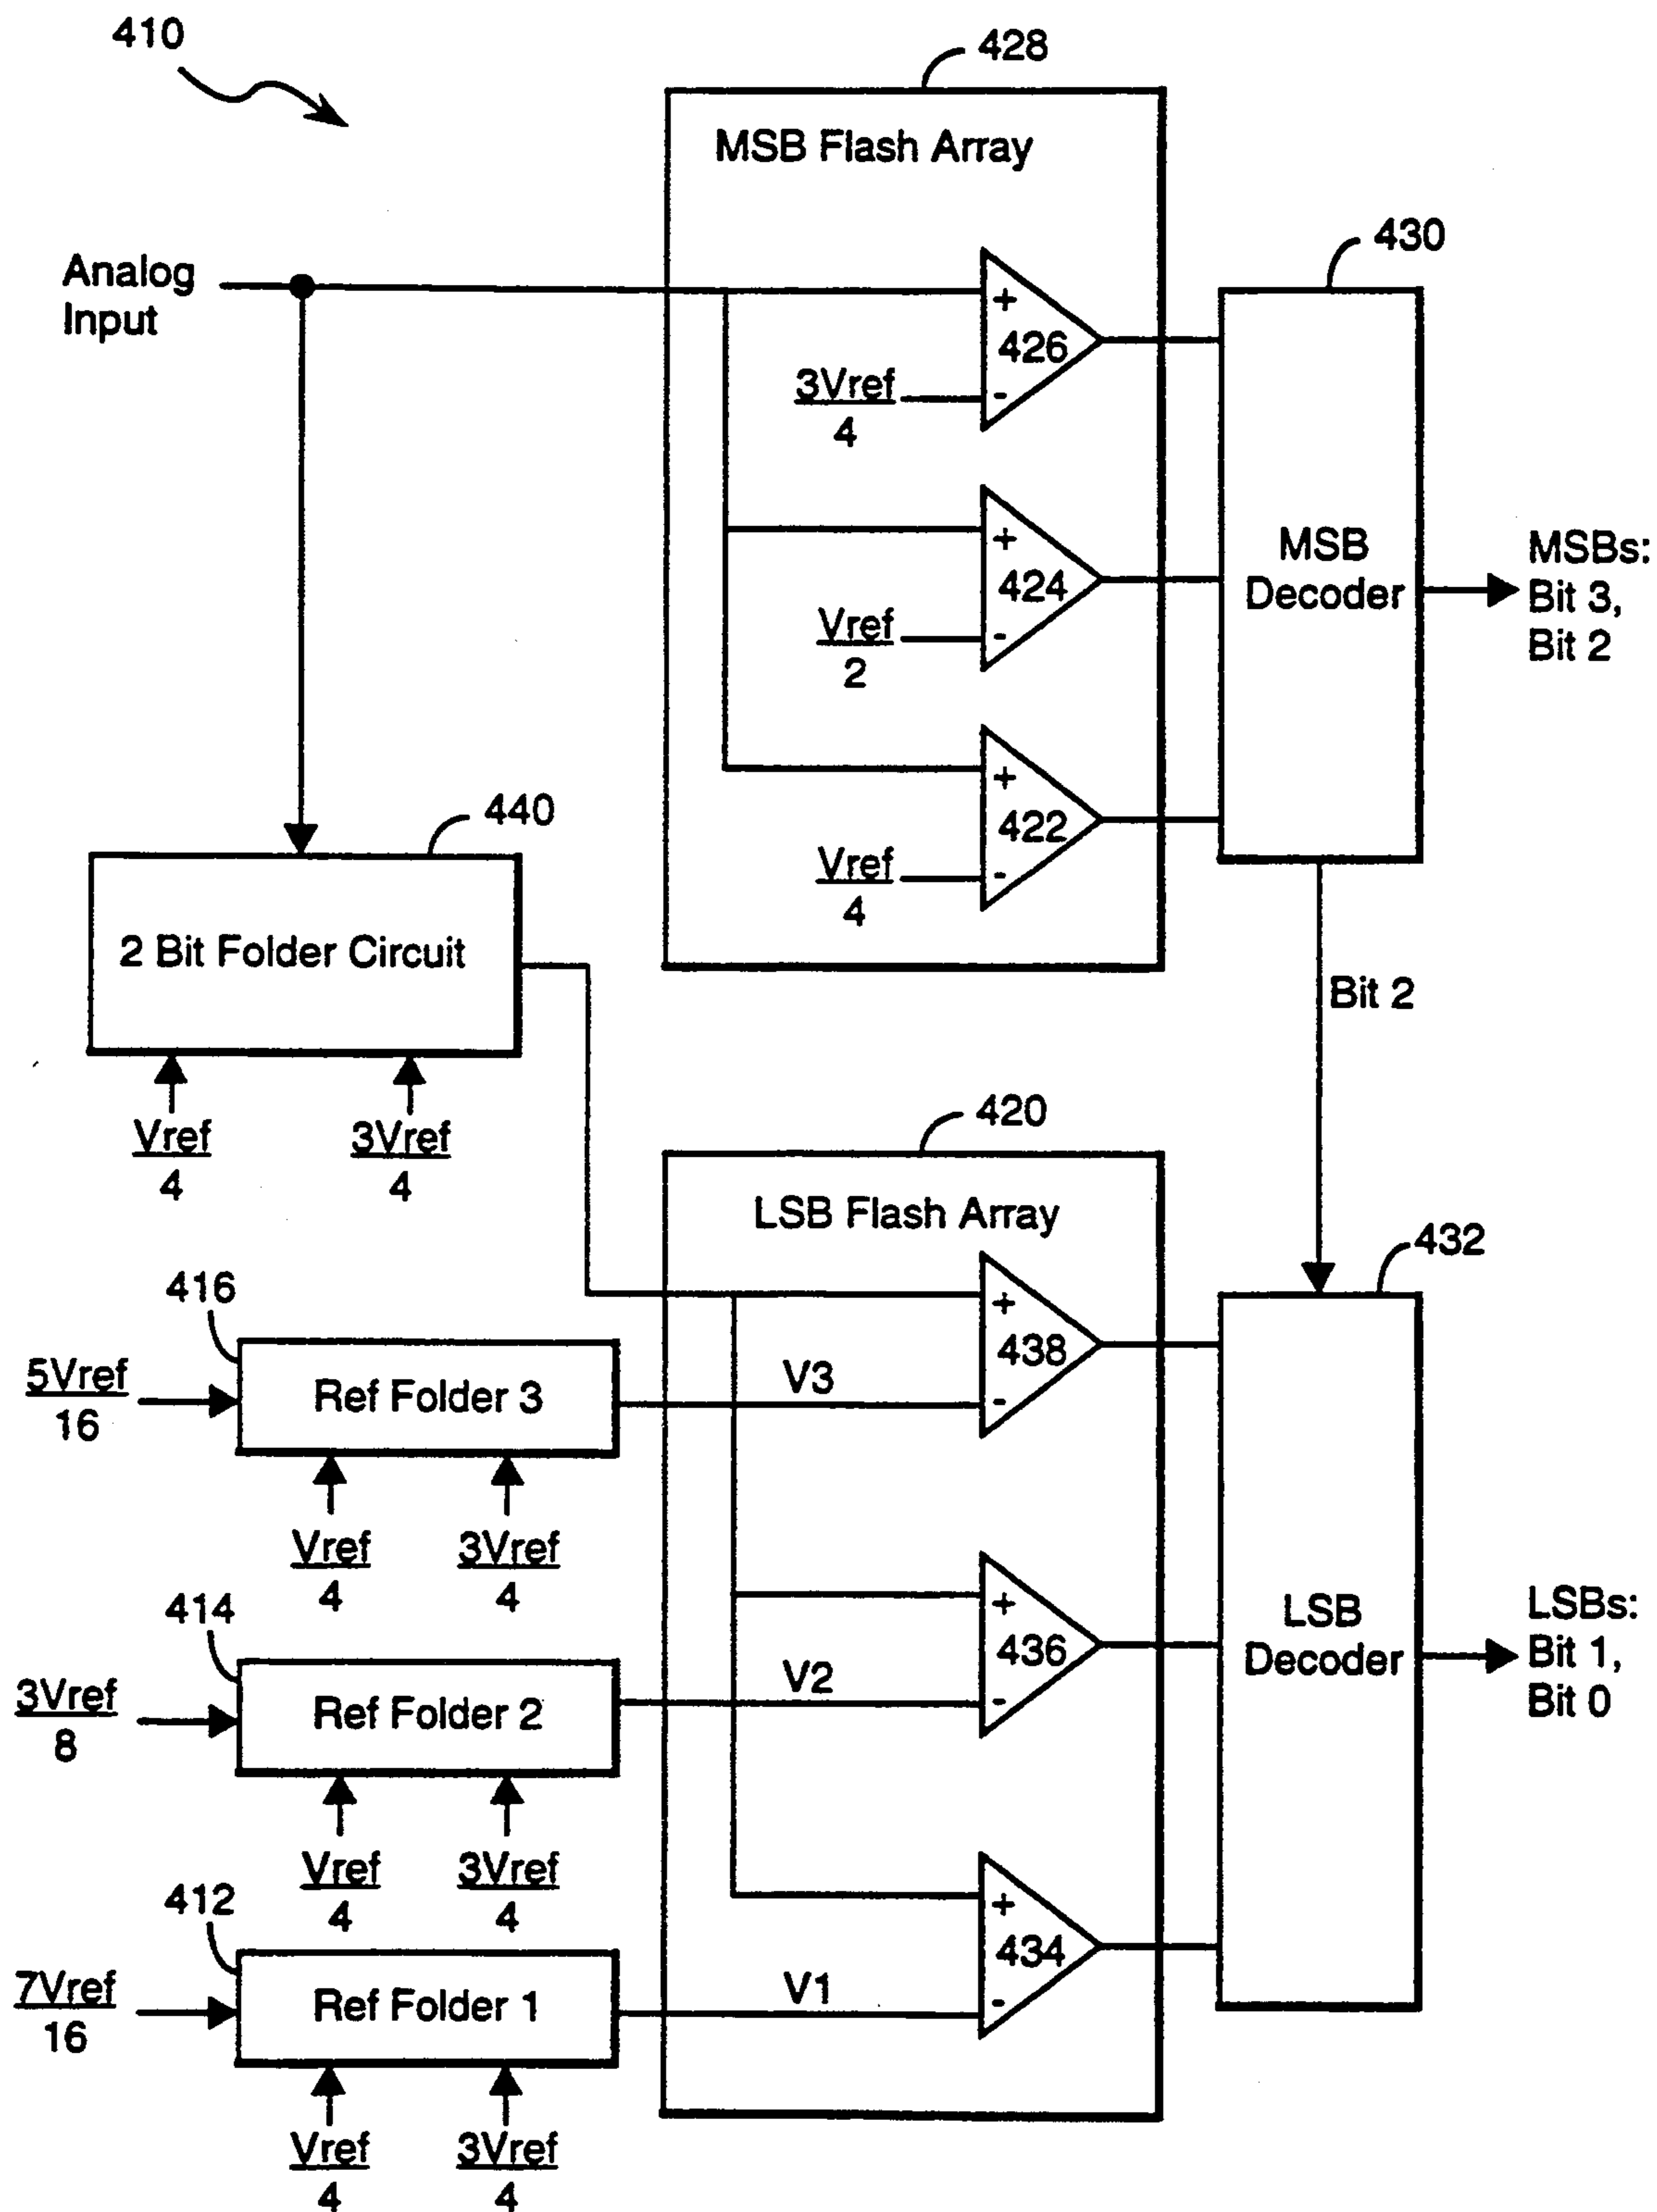 410
428
MSB Flash Array
430
Analog
Input
+
426
3Vref
4
-
+
424
Vref
2
-
MSB
Decoder
MSBs:
Bit 3,
Bit 2
+
422
Vref
4
-
440
2 Bit Folder Circuit
Vref
4
3Vref
4
Bit 2
420
LSB Flash Array
432
416
5Vref
16
Ref Folder 3
V3
+
438
-
Vref
4
3Vref
4
414
3Vref
8
Ref Folder 2
V2
+
436
-
LSB
Decoder
LSBs:
Bit 1,
Bit 0
Vref
4
3Vref
4
412
7Vref
16
Ref Folder 1
V1
+
434
-
Vref
4
3Vref
4